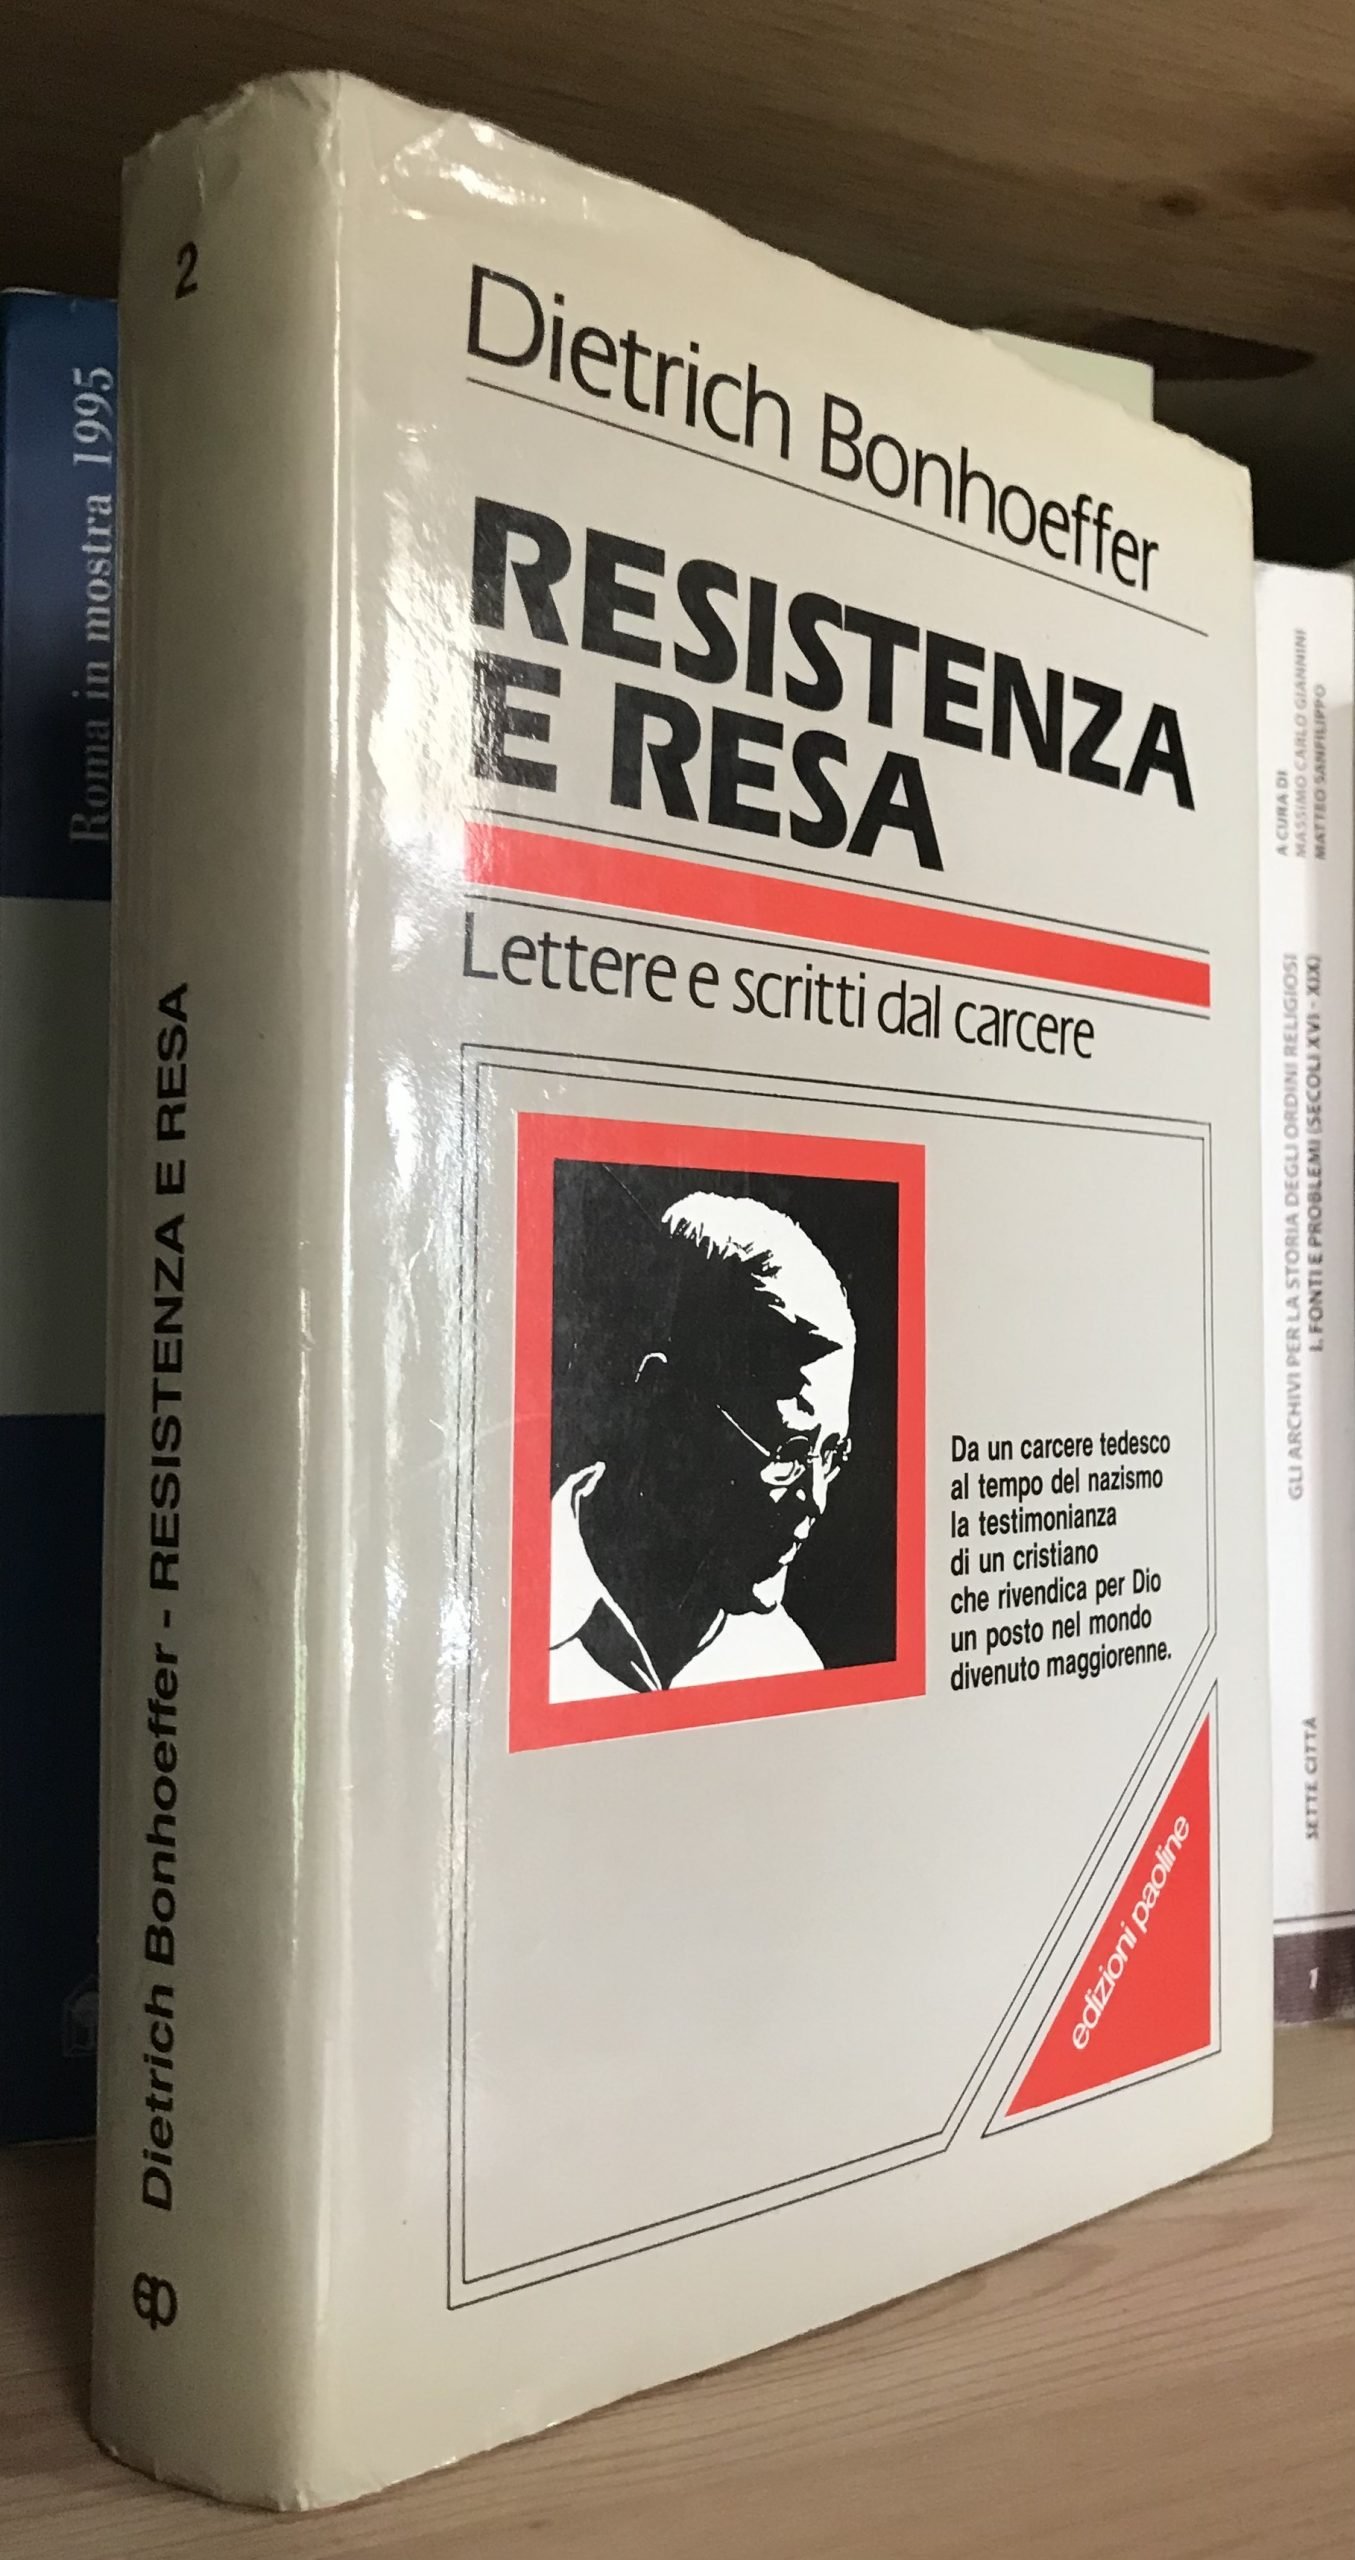 Dietrich Bonhoeffer
RESISTENZA
E RESA
Lettere e scritti dal carcere
Da un carcere tedesco
al tempo del nazismo
la testimonianza
di un cristiano
che rivendica per Dio
un posto nel mondo
divenuto maggiorenne.
edizioni paoline
2
Dietrich Bonhoeffer - RESISTENZA E RESA
Roma in mostra 1995
A CURA DI
MASSIMO CARLO GIANNINI
MATTEO SANFILIPPO
GLI ARCHIVI PER LA STORIA DEGLI ORDINI RELIGIOSI
I. FONTI E PROBLEMI (SECOLI XVI - XIX)
SETTE CITTÀ
1